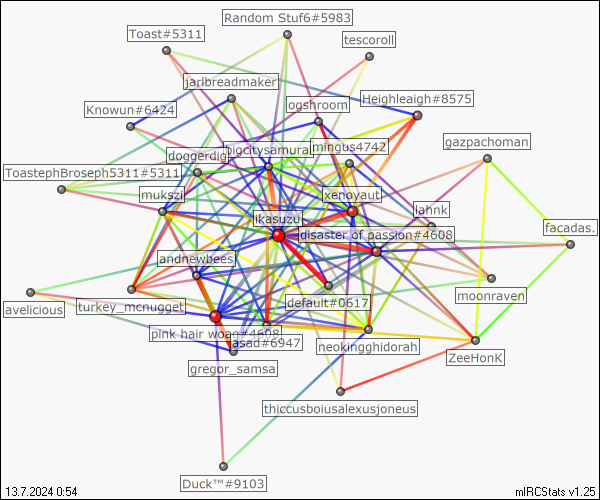 Random Stuf6#5983
Toast#5311
tescoroll
jarlbreadmaker
Heighleaigh#8575
Knowun#6424
ogshroom
gazpachoman
bigcitysamurai
mingus4742
doggerdig
ToastephBroseph5311#5311
mukszi
xenoyaut
lahnk
ikasuzu
disaster of passion#4608
facadas.
andnewbees
moonraven
default#0617
avelicious
turkey_mcnugget
pink hair woag#4698
asad#6947
neokingghidorah
ZeeHonK
gregor_samsa
thiccusboiusalexusjoneus
Duck™#9103
13.7.2024 0:54
mIRCStats v1.25